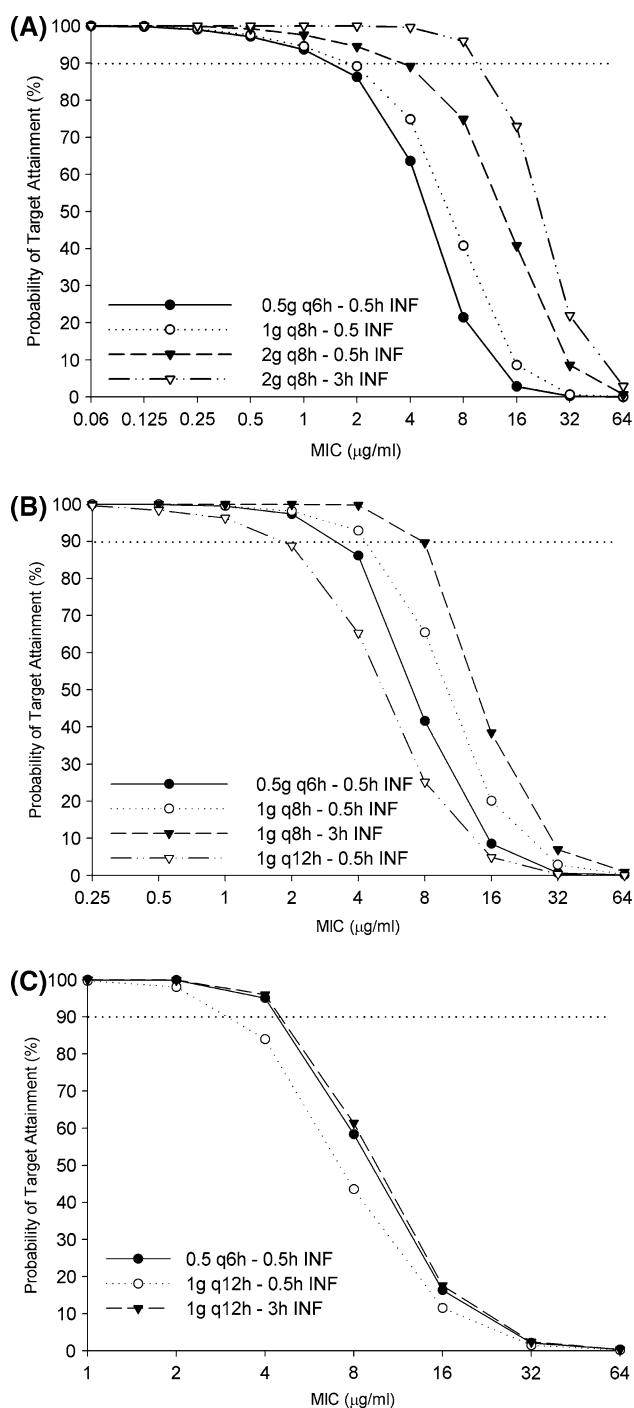 (A)
Probability of Target Attainment (%)
100
90
80
70
60
50
40
30
20
10
0
0.5g q6h - 0.5h INF
1g q8h - 0.5 INF
2g q8h - 0.5h INF
2g q8h - 3h INF
0.06 0.125 0.25 0.5 1 2 4 8 16 32 64
MIC (µg/ml)
(B)
Probability of Target Attainment (%)
100
90
80
70
60
50
40
30
20
10
0
0.5g q6h - 0.5h INF
1g q8h - 0.5h INF
1g q8h - 3h INF
1g q12h - 0.5h INF
0.25 0.5 1 2 4 8 16 32 64
MIC (µg/ml)
(C)
Probability of Target Attainment (%)
100
90
80
70
60
50
40
30
20
10
0
0.5 q6h - 0.5h INF
1g q12h - 0.5h INF
1g q12h - 3h INF
1 2 4 8 16 32 64
MIC (µg/ml)